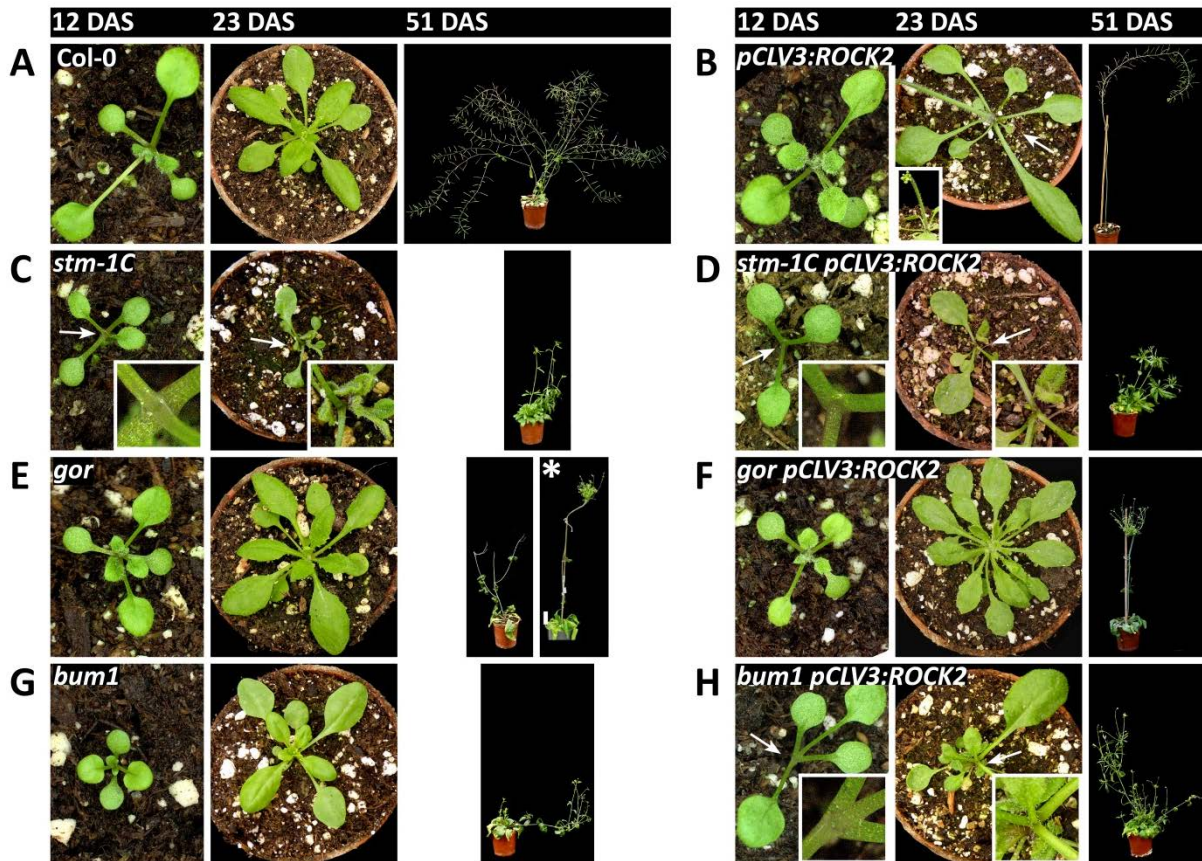 12 DAS 23 DAS 51 DAS 12 DAS 23 DAS 51 DAS
A Col-0
B pCLV3:ROCK2
C stm-1C
D stm-1C pCLV3:ROCK2
E gor *
F gor pCLV3:ROCK2
G bum1
H bum1 pCLV3:ROCK2